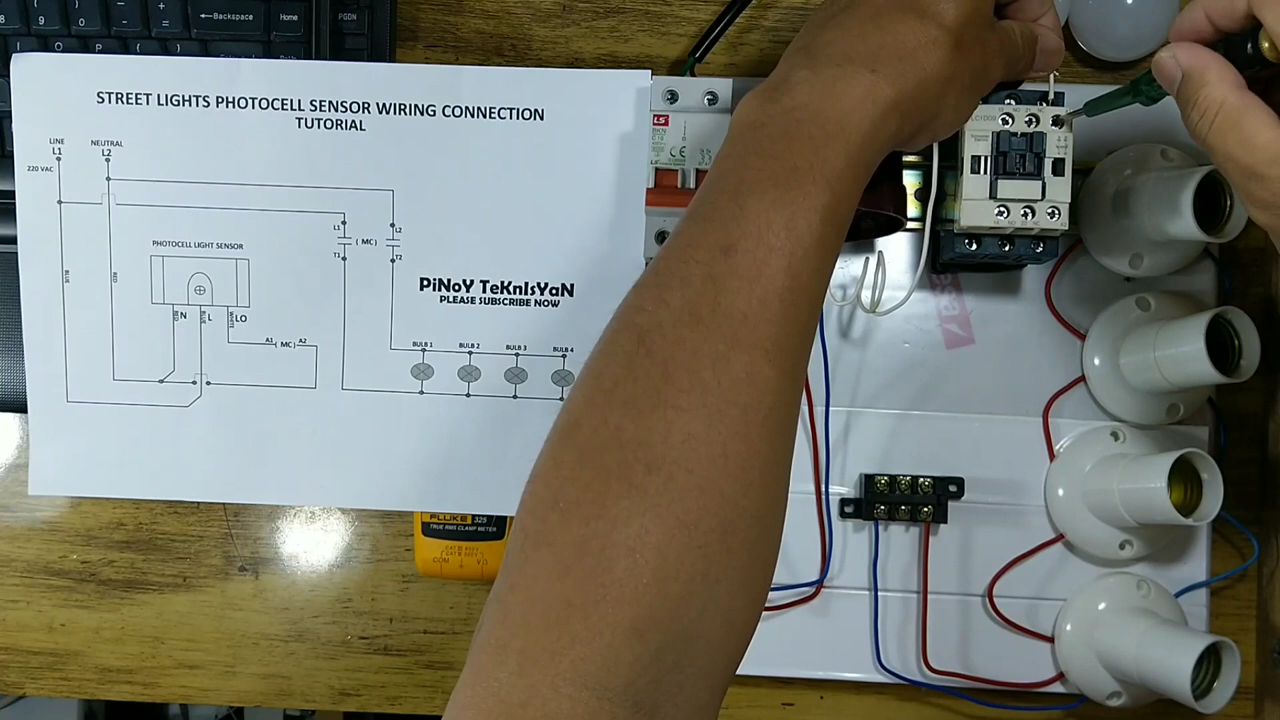 Backspace
Home
PGDN
STREET LIGHTS PHOTOCELL SENSOR WIRING CONNECTION
TUTORIAL
LINE
L1
NEUTRAL
L2
220 VAC
BLUE
RED
PHOTOCELL LIGHT SENSOR
RED N
BLUE L
WHITE LO
A1 ( MC ) A2
L1
( MC )
T1
L2
T2
PiNoY TeKnIsYaN
PLEASE SUBSCRIBE NOW
BULB 1
BULB 2
BULB 3
BULB 4
LS
FLUKE 325
TRUE RMS CLAMP METER
COM